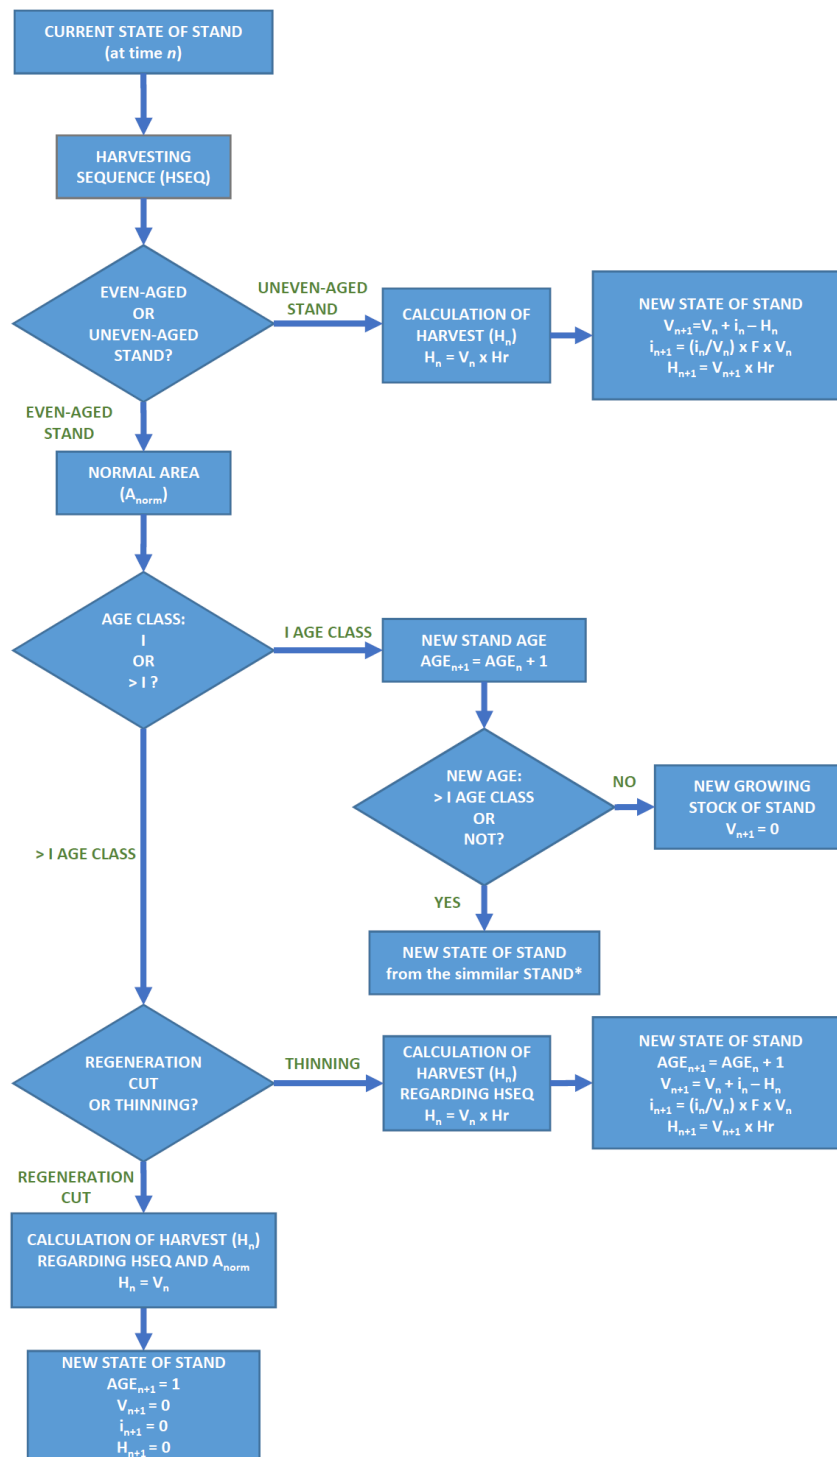 CURRENT STATE OF STAND
(at time n)
HARVESTING
SEQUENCE (HSEQ)
EVEN-AGED
OR
UNEVEN-AGED
STAND?
UNEVEN-AGED
STAND
CALCULATION OF
HARVEST (Hₙ)
Hₙ = Vₙ x Hr
NEW STATE OF STAND
Vₙ₊₁=Vₙ + iₙ – Hₙ
iₙ₊₁ = (iₙ/Vₙ) x F x Vₙ
Hₙ₊₁ = Vₙ₊₁ x Hr
EVEN-AGED
STAND
NORMAL AREA
(Aₙₒᵣₘ)
AGE CLASS:
I
OR
> I ?
I AGE CLASS
NEW STAND AGE
AGEₙ₊₁ = AGEₙ + 1
NEW AGE:
> I AGE CLASS
OR
NOT?
NO
NEW GROWING
STOCK OF STAND
Vₙ₊₁ = 0
> I AGE CLASS
YES
NEW STATE OF STAND
from the simmilar STAND*
REGENERATION
CUT
OR THINNING?
THINNING
CALCULATION OF
HARVEST (Hₙ)
REGARDING HSEQ
Hₙ = Vₙ x Hr
NEW STATE OF STAND
AGEₙ₊₁ = AGEₙ + 1
Vₙ₊₁ = Vₙ + iₙ – Hₙ
iₙ₊₁ = (iₙ/Vₙ) x F x Vₙ
Hₙ₊₁ = Vₙ₊₁ x Hr
REGENERATION
CUT
CALCULATION OF HARVEST (Hₙ)
REGARDING HSEQ AND Aₙₒᵣₘ
Hₙ = Vₙ
NEW STATE OF STAND
AGEₙ₊₁ = 1
Vₙ₊₁ = 0
iₙ₊₁ = 0
Hₙ₊₁ = 0